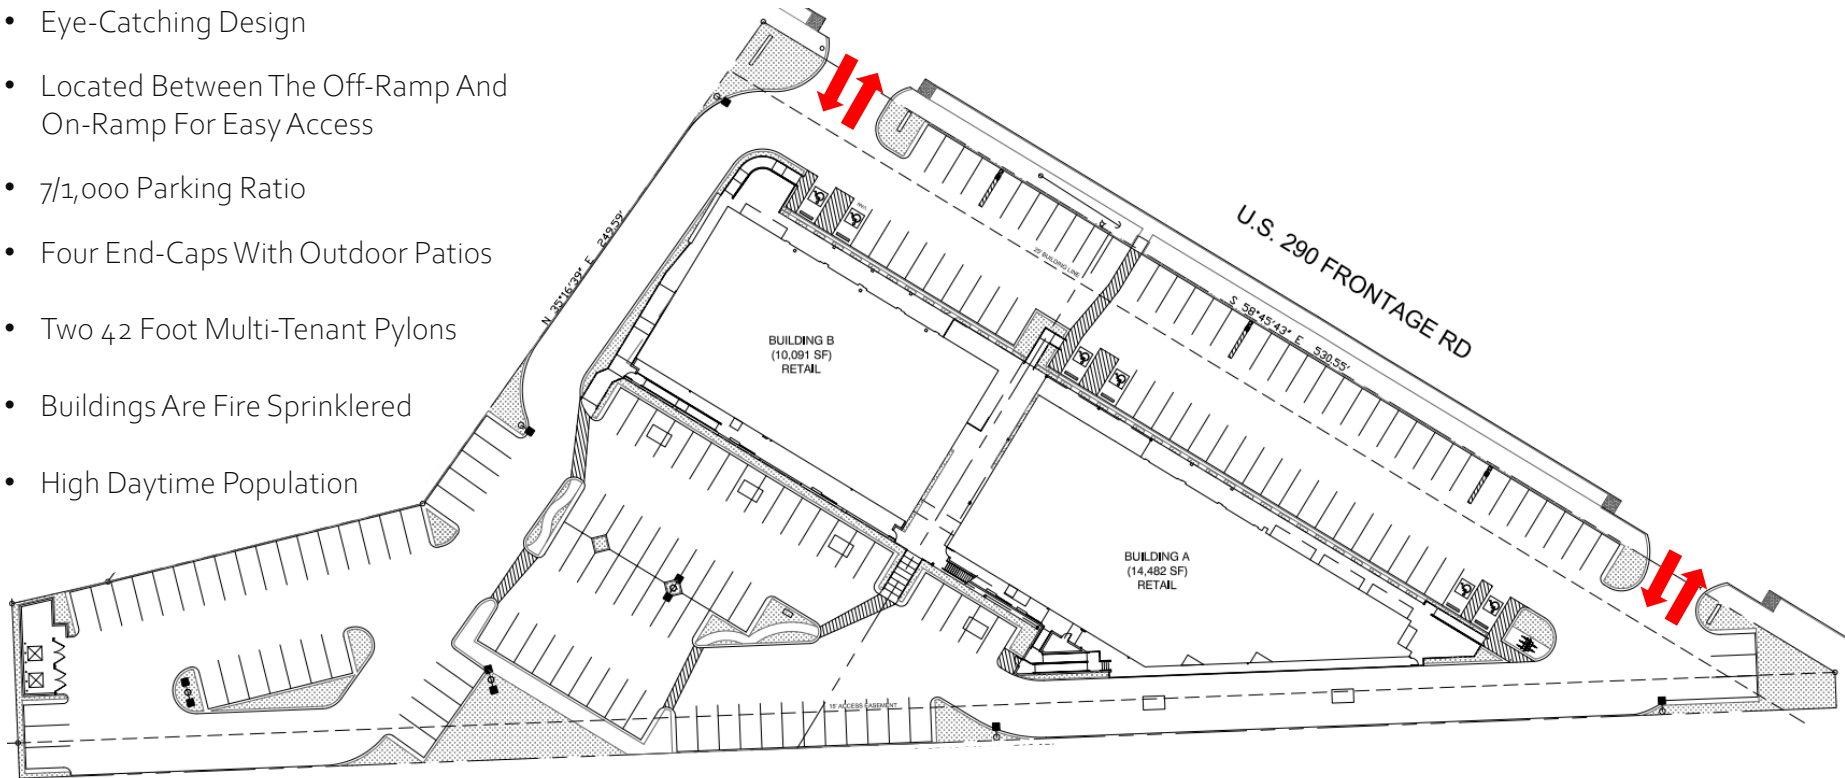 • Eye-Catching Design
• Located Between The Off-Ramp And
On-Ramp For Easy Access
• 7/1,000 Parking Ratio
• Four End-Caps With Outdoor Patios
• Two 42 Foot Multi-Tenant Pylons
• Buildings Are Fire Sprinklered
• High Daytime Population
N 35°16'39" E 249.59'
25' BUILDING LINE
U.S. 290 FRONTAGE RD
S 58°45'43" E 530.55'
BUILDING B
(10,091 SF)
RETAIL
BUILDING A
(14,482 SF)
RETAIL
15' ACCESS EASEMENT